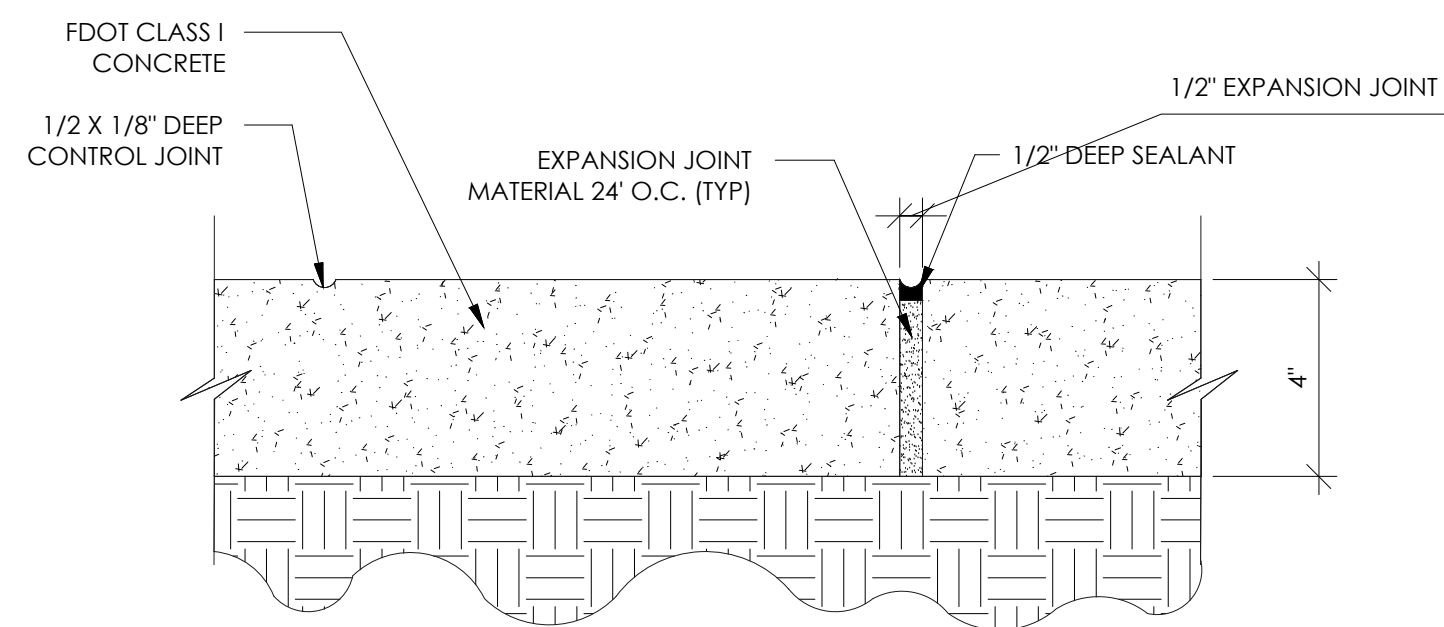 FDOT CLASS I
CONCRETE
1/2 X 1/8" DEEP
CONTROL JOINT
EXPANSION JOINT
MATERIAL 24' O.C. (TYP)
1/2" EXPANSION JOINT
1/2" DEEP SEALANT
4"